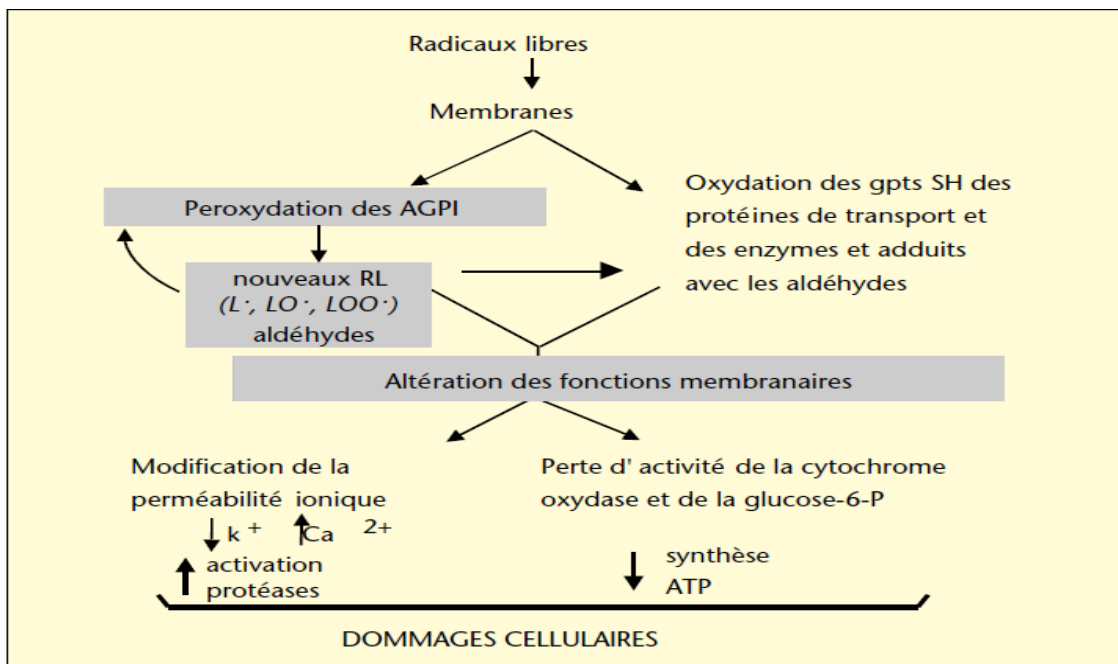 Radicaux libres
Membranes
Peroxydation des AGPI
nouveaux RL
(L·, LO·, LOO·)
aldéhydes
Oxydation des gpts SH des
protéines de transport et
des enzymes et adduits
avec les aldéhydes
Altération des fonctions membranaires
Modification de la
perméabilité ionique
k + Ca 2+
activation
protéases
Perte d' activité de la cytochrome
oxydase et de la glucose-6-P
synthèse
ATP
DOMMAGES CELLULAIRES